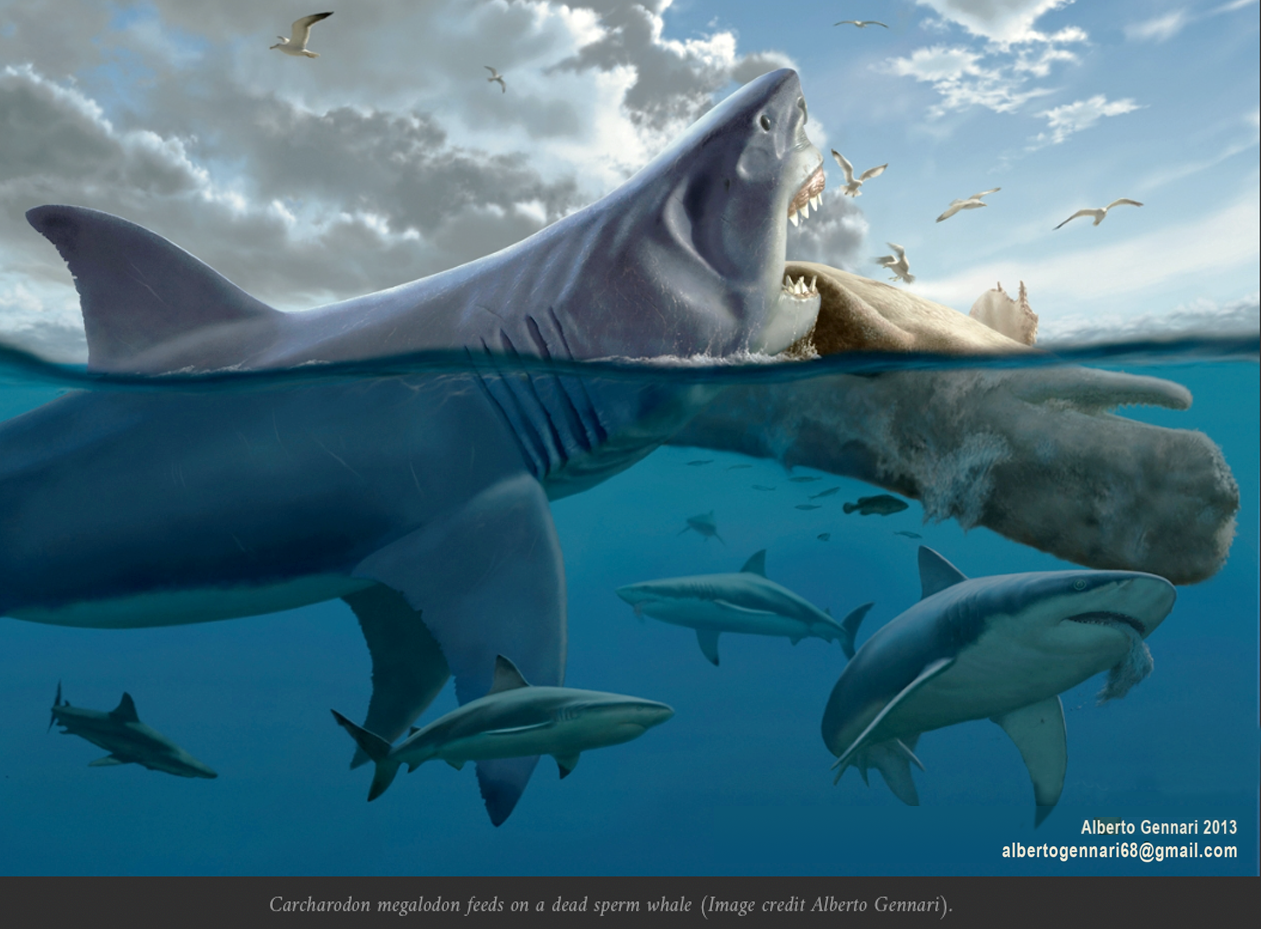 Alberto Gennari 2013
albertogennari68@gmail.com
Carcharodon megalodon feeds on a dead sperm whale (Image credit Alberto Gennari).